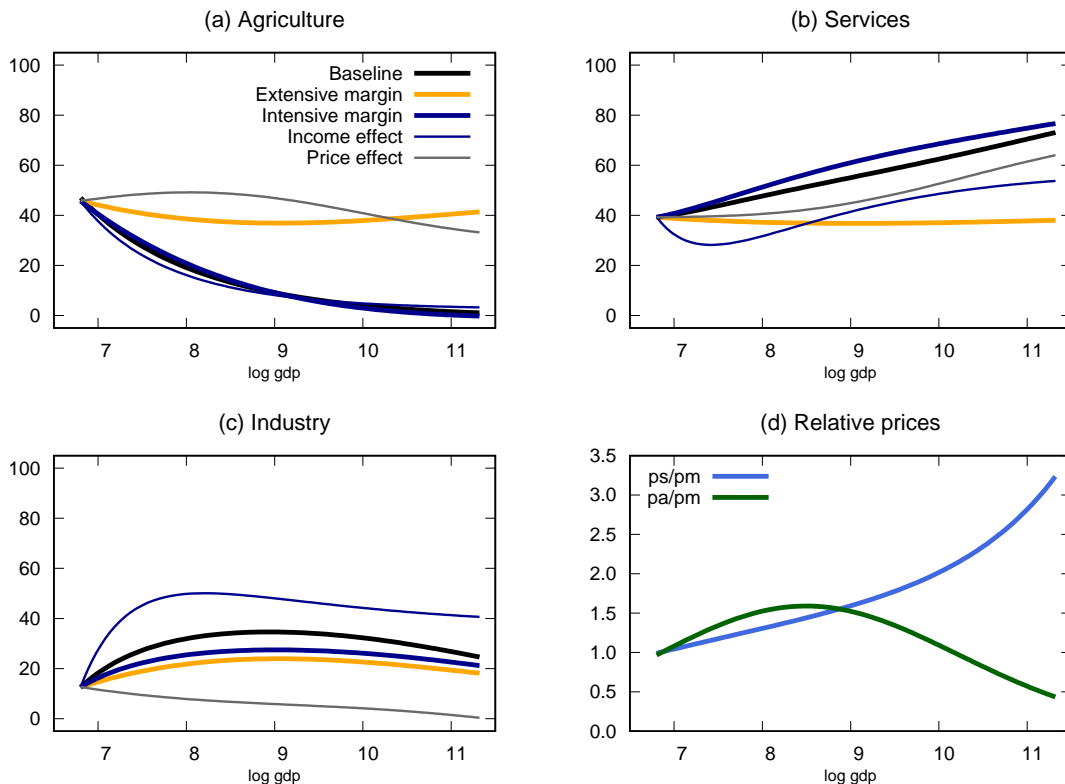 (a) Agriculture
100
80
60
40
20
0
Baseline
Extensive margin
Intensive margin
Income effect
Price effect
7 8 9 10 11
log gdp
(b) Services
100
80
60
40
20
0
7 8 9 10 11
log gdp
(c) Industry
100
80
60
40
20
0
7 8 9 10 11
log gdp
(d) Relative prices
3.5
3.0
2.5
2.0
1.5
1.0
0.5
0.0
ps/pm
pa/pm
7 8 9 10 11
log gdp